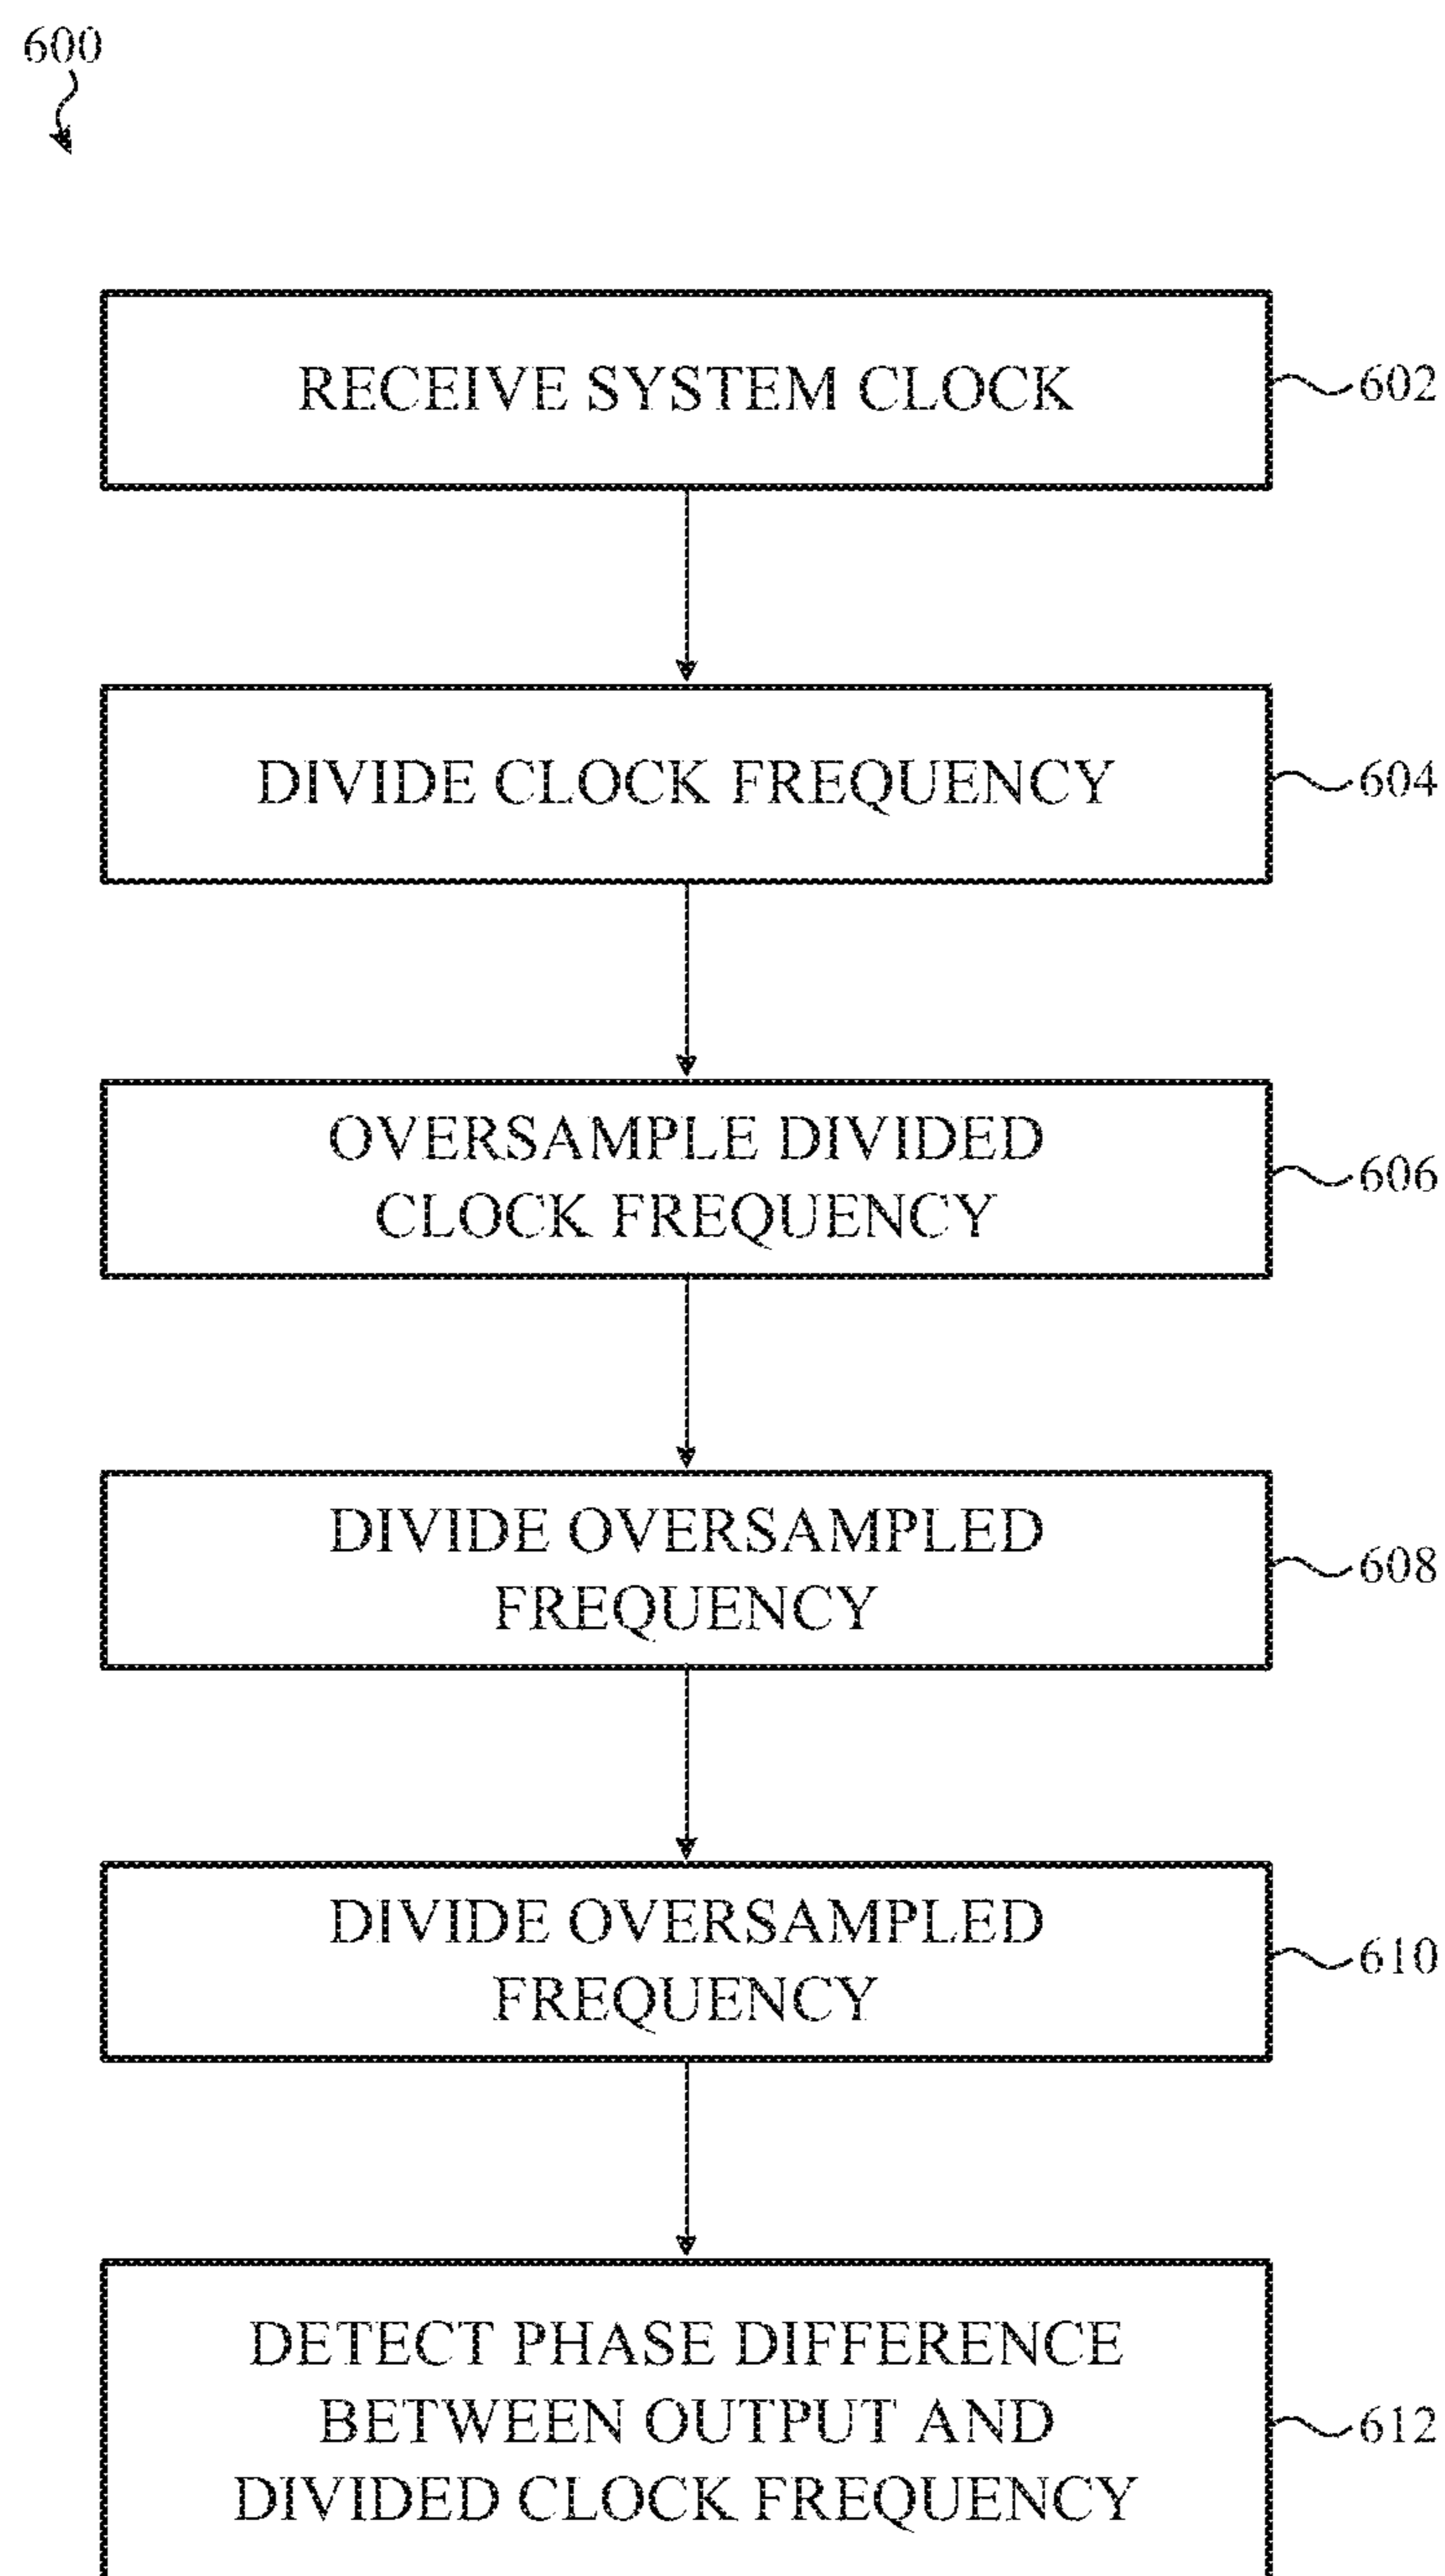 600
RECEIVE SYSTEM CLOCK
602
DIVIDE CLOCK FREQUENCY
604
OVERSAMPLE DIVIDED
CLOCK FREQUENCY
606
DIVIDE OVERSAMPLED
FREQUENCY
608
DIVIDE OVERSAMPLED
FREQUENCY
610
DETECT PHASE DIFFERENCE
BETWEEN OUTPUT AND
DIVIDED CLOCK FREQUENCY
612